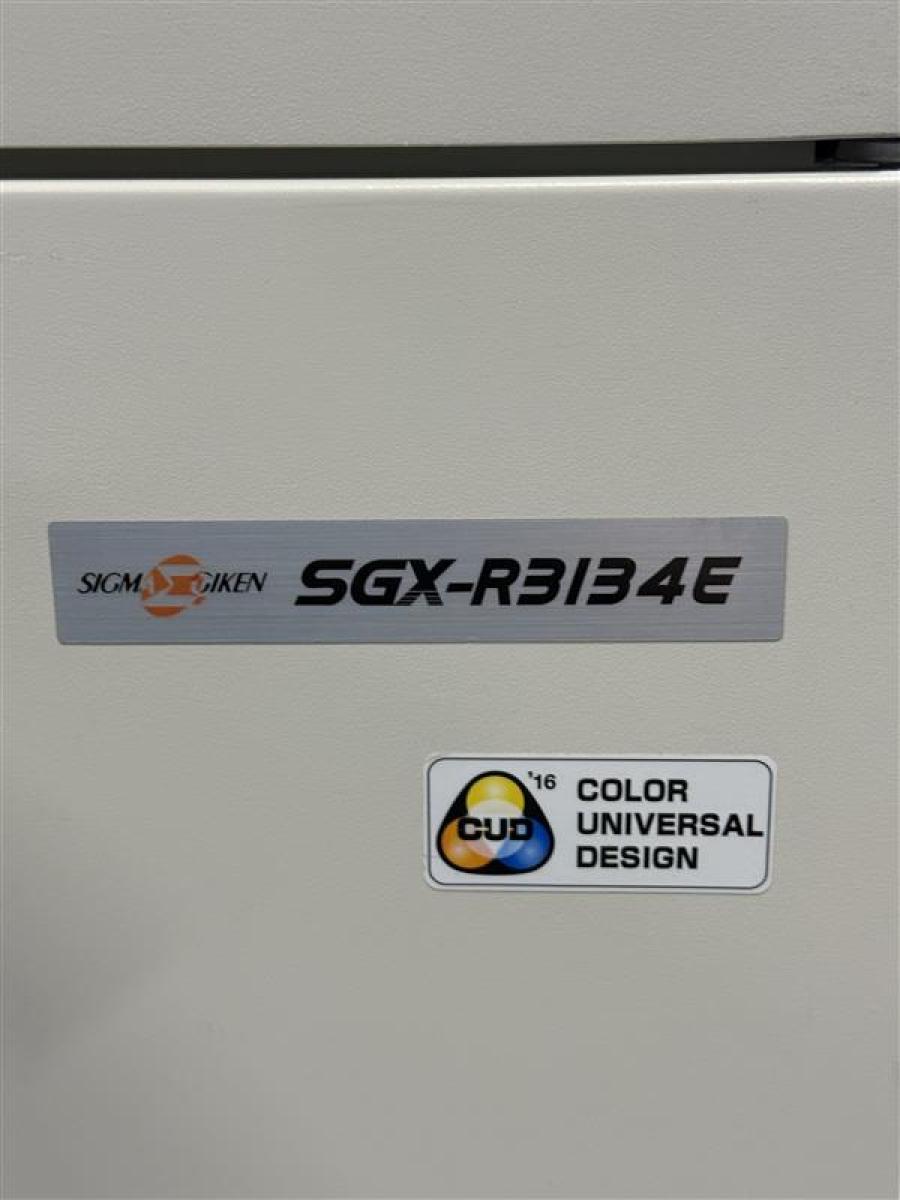 SIGMA GIKEN SGX-R3134E
'16
CUD
COLOR
UNIVERSAL
DESIGN